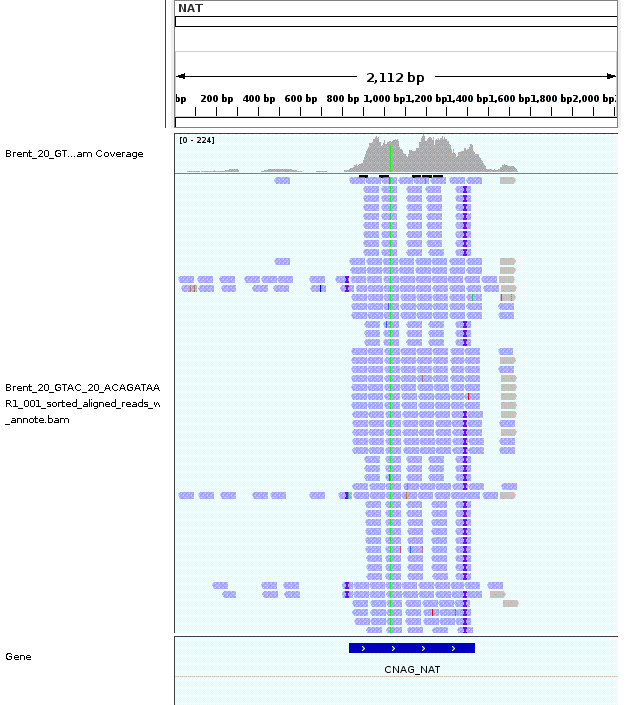 NAT
2,112 bp
bp 200 bp 400 bp 600 bp 800 bp 1,000 bp 1,200 bp 1,400 bp 1,600 bp 1,800 bp 2,000 bp
[0 - 224]
Brent_20_GT...am Coverage
Brent_20_GTAC_20_ACAGATAA
R1_001_sorted_aligned_reads_w
_annote.bam
Gene
CNAG_NAT